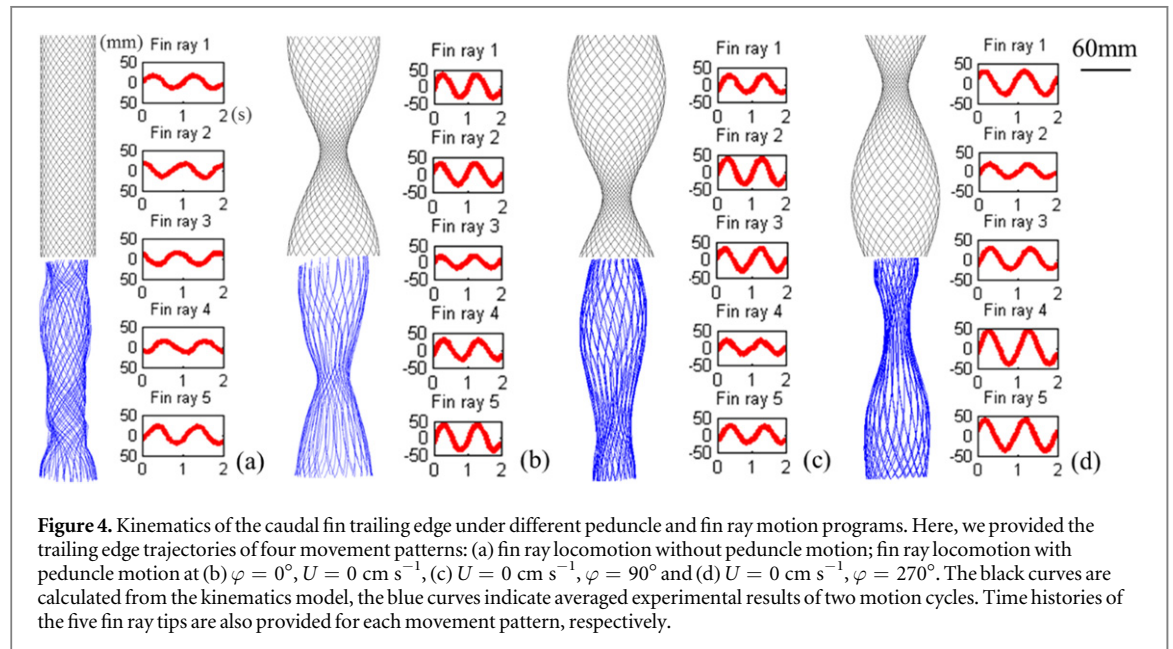 (mm)
Fin ray 1
50
0
50
0 1 2 (s)
Fin ray 2
50
0
50
0 1 2
Fin ray 3
50
0
50
0 1 2
Fin ray 4
50
0
50
0 1 2
Fin ray 5
50
0
50
0 1 2
(a)
Fin ray 1
50
0
-50
0 1 2
Fin ray 2
50
0
-50
0 1 2
Fin ray 3
50
0
-50
0 1 2
Fin ray 4
50
0
-50
0 1 2
Fin ray 5
50
0
-50
0 1 2
(b)
Fin ray 1
50
0
-50
0 1 2
Fin ray 2
50
0
-50
0 1 2
Fin ray 3
50
0
-50
0 1 2
Fin ray 4
50
0
-50
0 1 2
Fin ray 5
50
0
-50
0 1 2
(c)
Fin ray 1
50
0
-50
0 1 2
Fin ray 2
50
0
-50
0 1 2
Fin ray 3
50
0
-50
0 1 2
Fin ray 4
50
0
-50
0 1 2
Fin ray 5
50
0
-50
0 1 2
(d)
60mm
Figure 4. Kinematics of the caudal fin trailing edge under different peduncle and fin ray motion programs. Here, we provided the
trailing edge trajectories of four movement patterns: (a) fin ray locomotion without peduncle motion; fin ray locomotion with
peduncle motion at (b) φ = 0°, U = 0 cm s⁻¹, (c) U = 0 cm s⁻¹, φ = 90° and (d) U = 0 cm s⁻¹, φ = 270°. The black curves are
calculated from the kinematics model, the blue curves indicate averaged experimental results of two motion cycles. Time histories of
the five fin ray tips are also provided for each movement pattern, respectively.